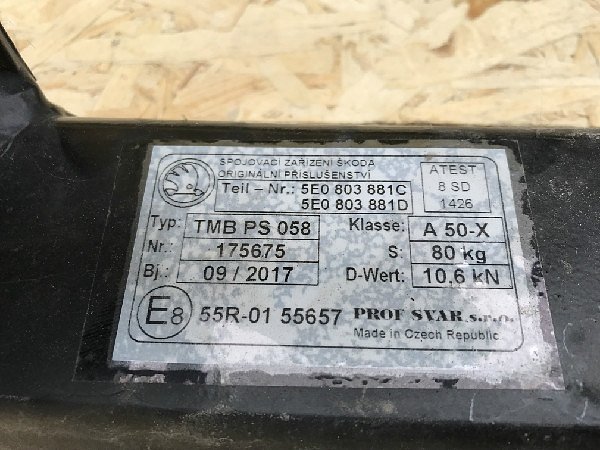 SPOJOVACÍ ZAŘÍZENÍ ŠKODA
ORIGINÁLNÍ PŘÍSLUŠENSTVÍ
Teil – Nr.: 5E0 803 881C
5E0 803 881D
ATEST
8 SD
1426
Typ: TMB PS 058 Klasse: A 50-X
Nr.: 175675 S: 80 kg
Bj.: 09 / 2017 D-Wert: 10,6 kN
E8 55R-01 55657 PROF SVAR s.r.o.
Made in Czech Republic